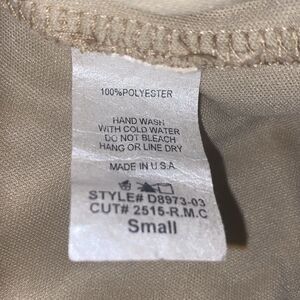 100%POLYESTER
HAND WASH
WITH COLD WATER
DO NOT BLEACH
HANG OR LINE DRY
MADE IN U.S.A
STYLE# D8973-03
CUT# 2515-R.M.C
Small